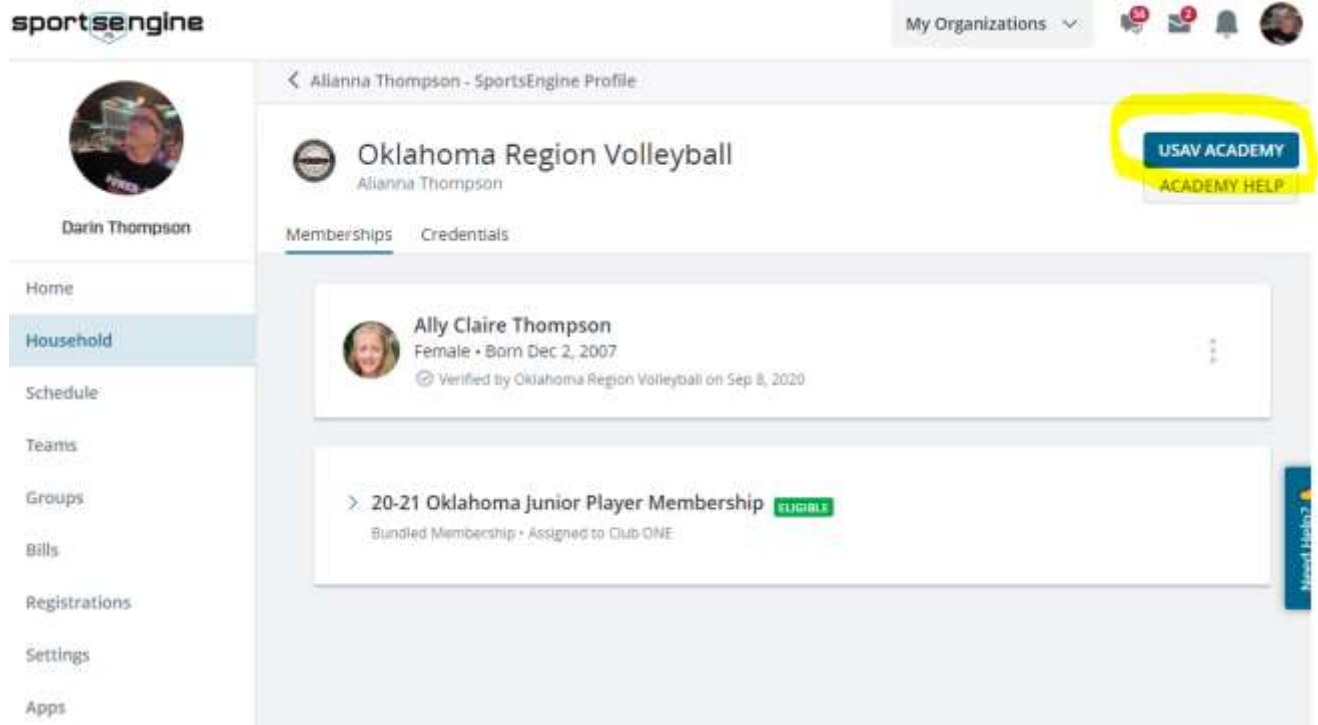 sportsengine
My Organizations
56
2
Darin Thompson
Home
Household
Schedule
Teams
Groups
Bills
Registrations
Settings
Apps
Alianna Thompson - SportsEngine Profile
Oklahoma Region Volleyball
Alianna Thompson
USAV ACADEMY
ACADEMY HELP
Memberships Credentials
Ally Claire Thompson
Female • Born Dec 2, 2007
Verified by Oklahoma Region Volleyball on Sep 8, 2020
20-21 Oklahoma Junior Player Membership ELIGIBLE
Bundled Membership • Assigned to Club ONE
Need Help?